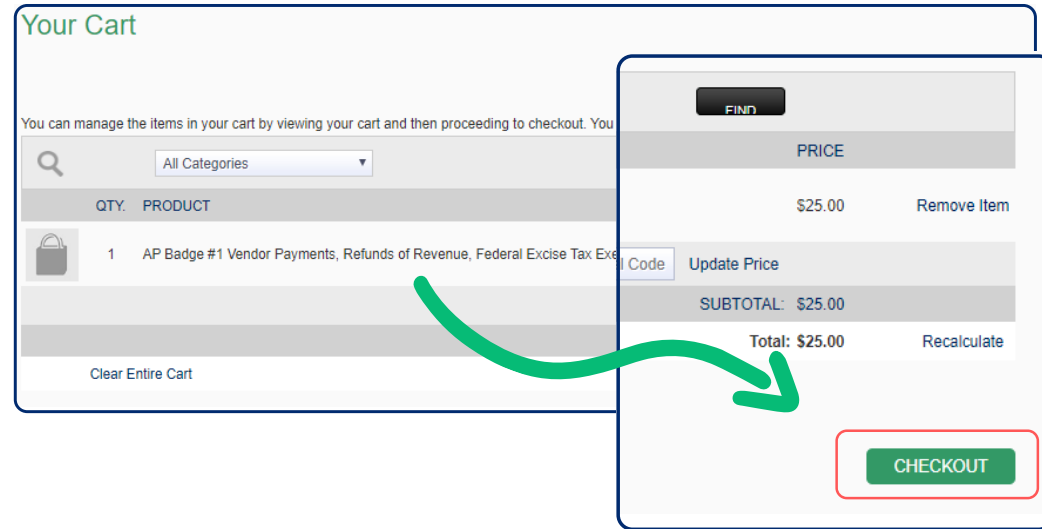 Your Cart
You can manage the items in your cart by viewing your cart and then proceeding to checkout. You
All Categories
QTY. PRODUCT
1 AP Badge #1 Vendor Payments, Refunds of Revenue, Federal Excise Tax Exe
Clear Entire Cart
FIND
PRICE
$25.00 Remove Item
l Code Update Price
SUBTOTAL: $25.00
Total: $25.00 Recalculate
CHECKOUT